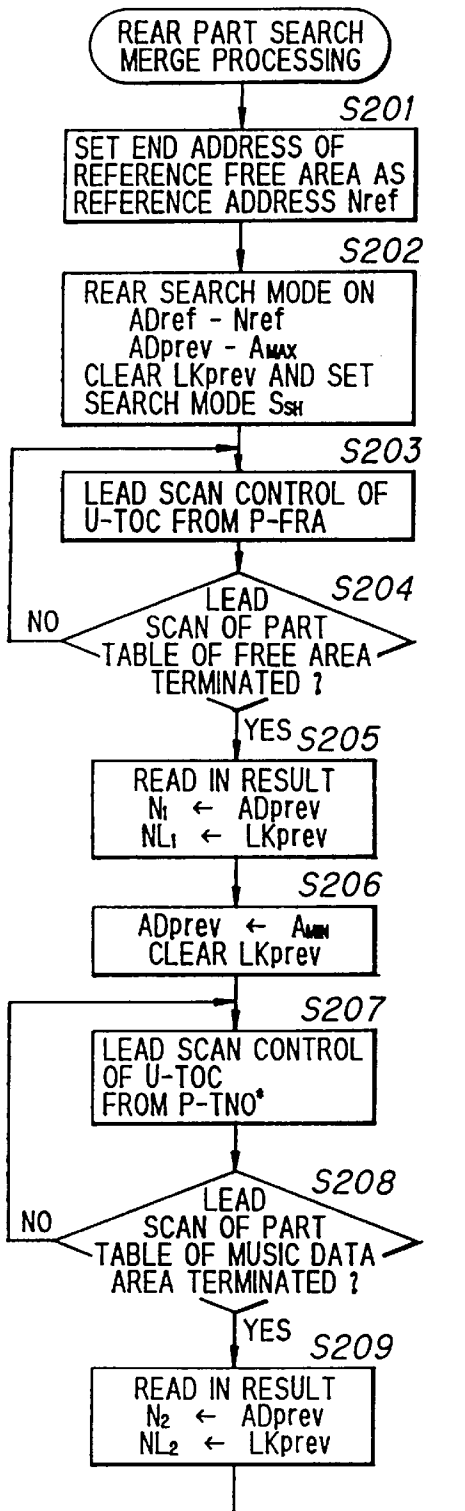 REAR PART SEARCH
MERGE PROCESSING
S201
SET END ADDRESS OF
REFERENCE FREE AREA AS
REFERENCE ADDRESS Nref
S202
REAR SEARCH MODE ON
ADref - Nref
ADprev - AMAX
CLEAR LKprev AND SET
SEARCH MODE SSH
S203
LEAD SCAN CONTROL OF
U-TOC FROM P-FRA
S204
LEAD
SCAN OF PART
TABLE OF FREE AREA
TERMINATED ?
NO
YES
S205
READ IN RESULT
N1 ← ADprev
NL1 ← LKprev
S206
ADprev ← AMIN
CLEAR LKprev
S207
LEAD SCAN CONTROL
OF U-TOC
FROM P-TNO*
S208
LEAD
SCAN OF PART
TABLE OF MUSIC DATA
AREA TERMINATED ?
NO
YES
S209
READ IN RESULT
N2 ← ADprev
NL2 ← LKprev